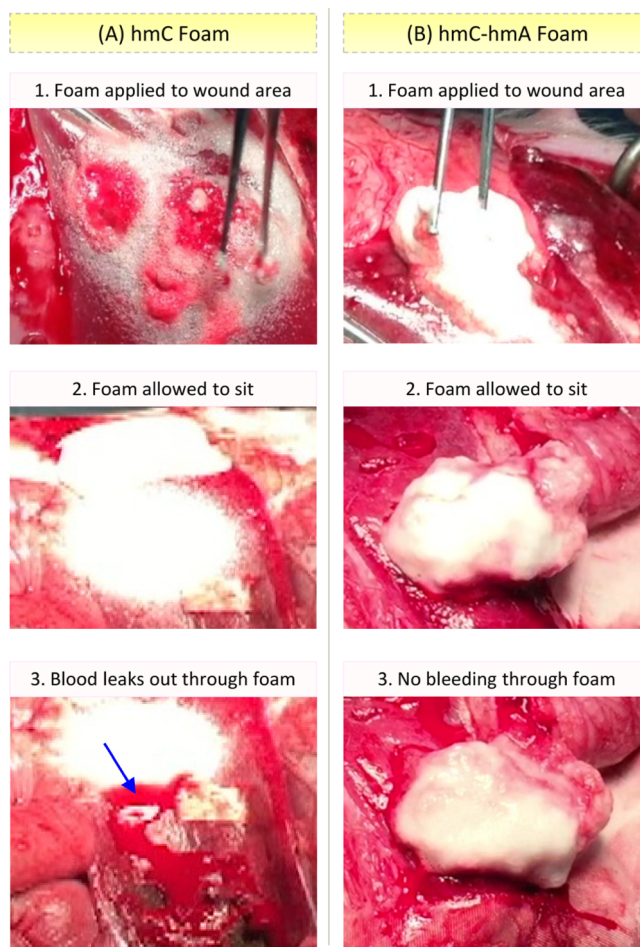 (A) hmC Foam
1. Foam applied to wound area
2. Foam allowed to sit
3. Blood leaks out through foam
(B) hmC-hmA Foam
1. Foam applied to wound area
2. Foam allowed to sit
3. No bleeding through foam